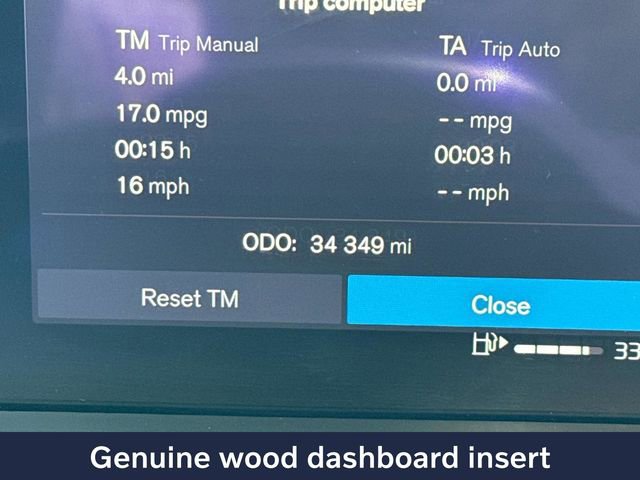 Trip computer
TM Trip Manual
4.0 mi
17.0 mpg
00:15 h
16 mph
TA Trip Auto
0.0 mi
-- mpg
00:03 h
-- mph
ODO: 34 349 mi
Reset TM
Close
Genuine wood dashboard insert